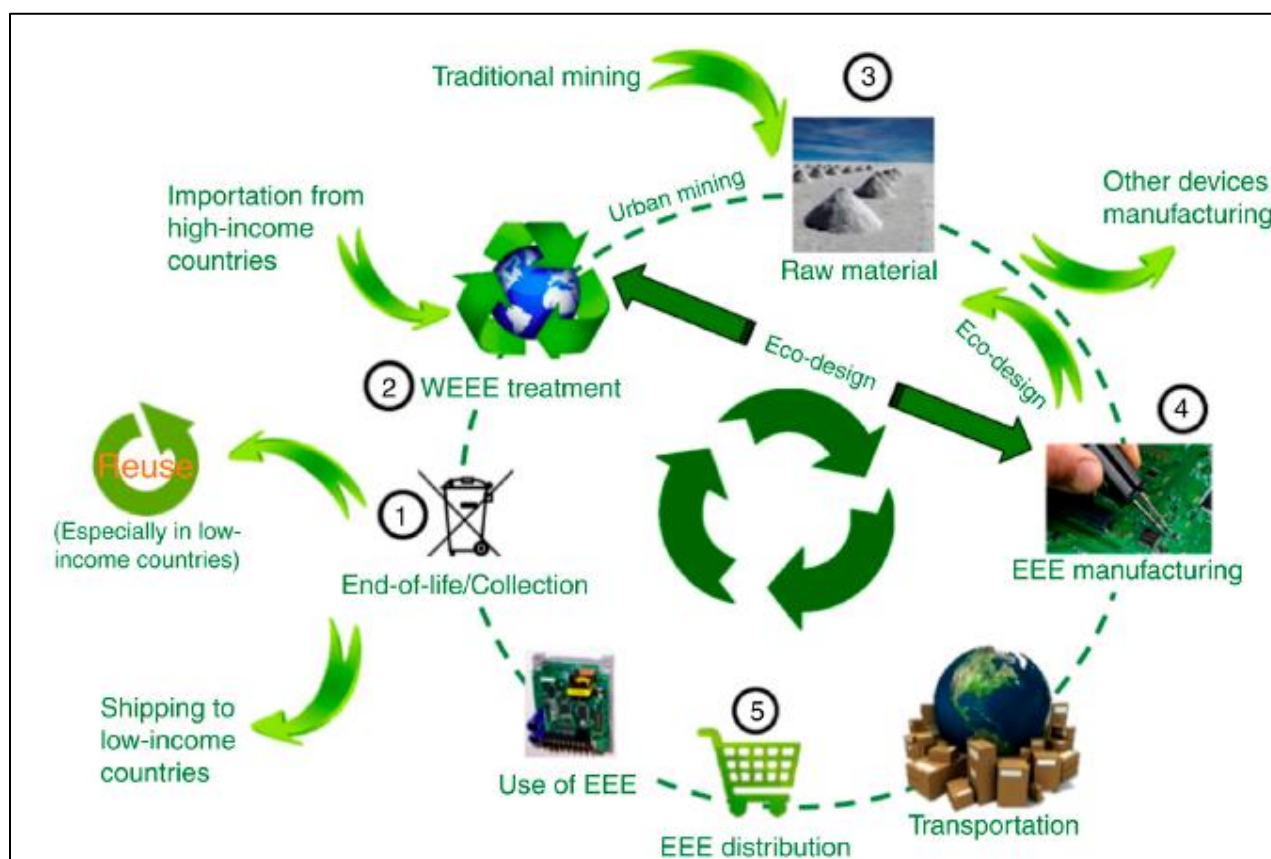 Traditional mining
3
Importation from
high-income
countries
Urban mining
Other devices
manufacturing
Raw material
Eco-design
Eco-design
2
WEEE treatment
4
Reuse
(Especially in low-
income countries)
1
End-of-life/Collection
EEE manufacturing
Shipping to
low-income
countries
Use of EEE
5
EEE distribution
Transportation